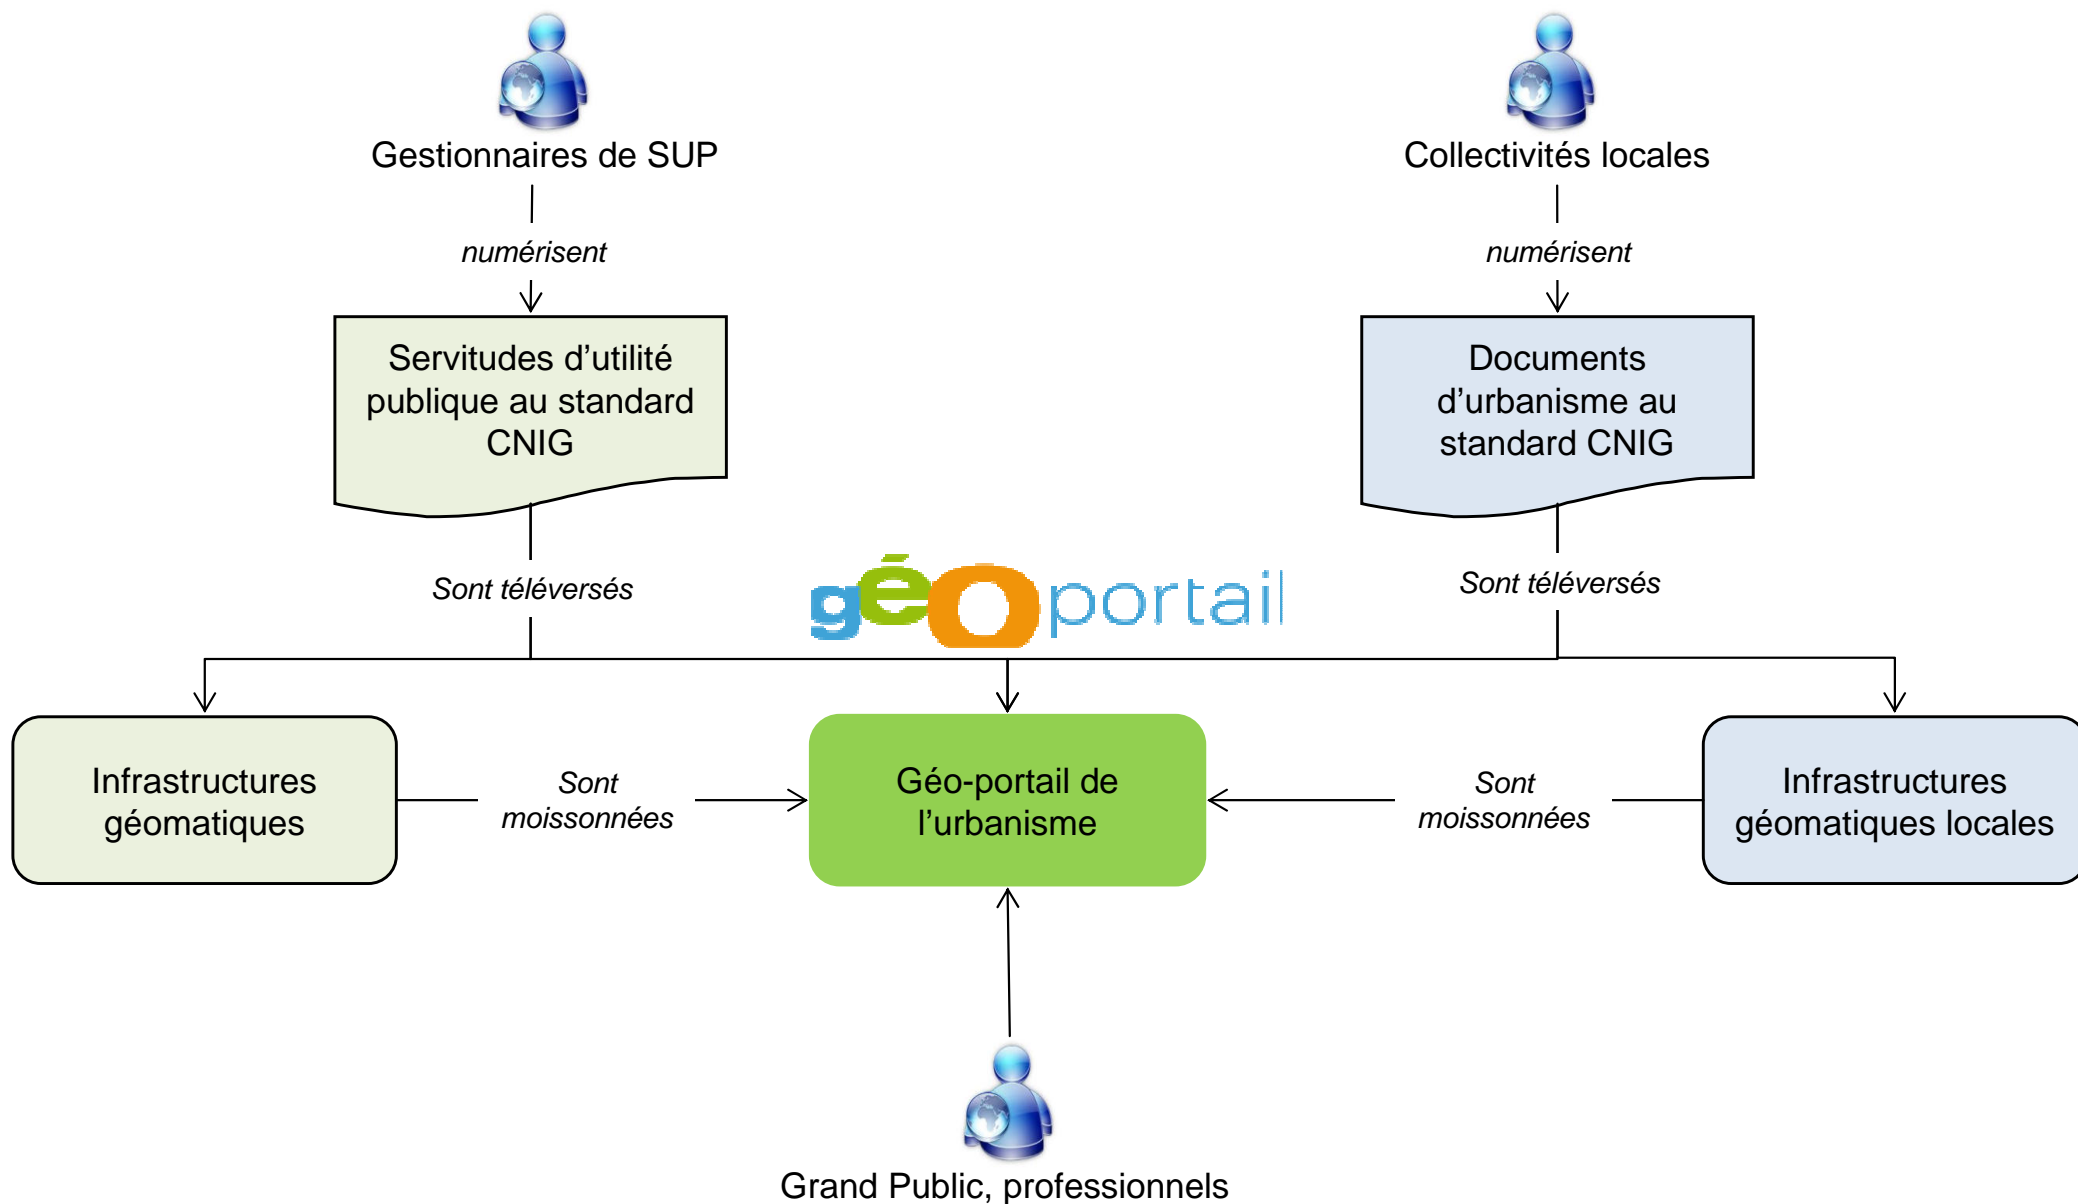 Gestionnaires de SUP
Collectivités locales
numérisent
numérisent
Servitudes d’utilité
publique au standard
CNIG
Documents
d’urbanisme au
standard CNIG
Sont téléversés
géoportail
Sont téléversés
Infrastructures
géomatiques
Sont
moissonnées
Géo-portail de
l’urbanisme
Sont
moissonnées
Infrastructures
géomatiques locales
Grand Public, professionnels